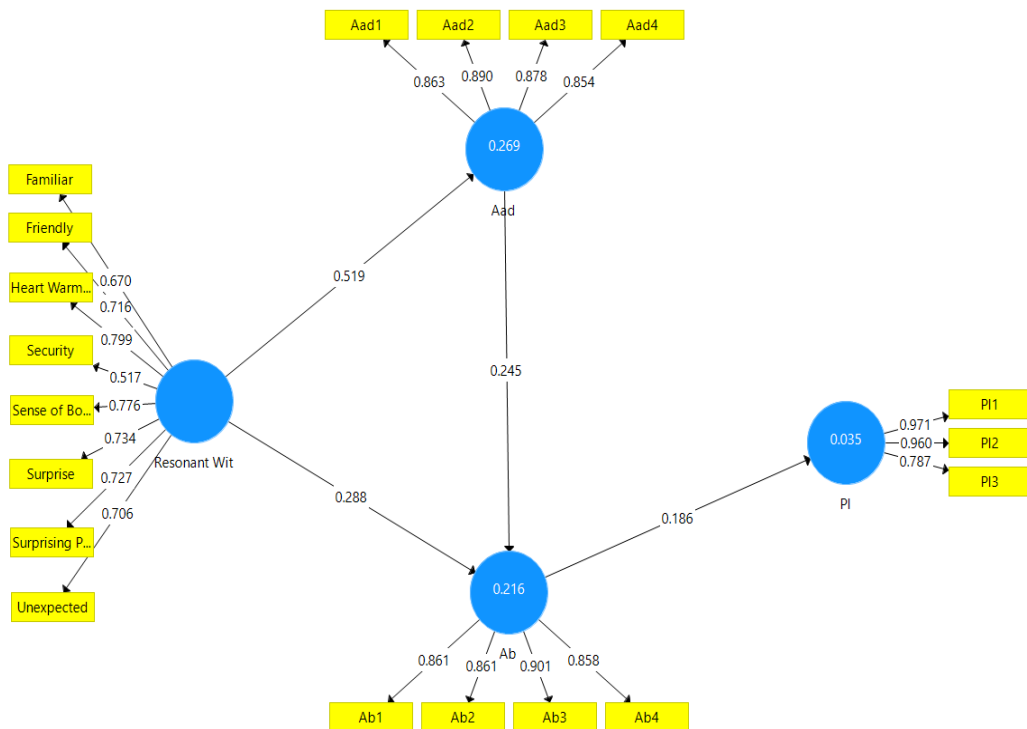 Aad1 Aad2 Aad3 Aad4
0.863 0.890 0.878 0.854
0.269
Aad
Familiar
Friendly
Heart Warm...
Security
Sense of Bo...
Surprise
Surprising P...
Unexpected
0.670
0.716
0.799
0.517
0.776
0.734
0.727
0.706
Resonant Wit
0.519
0.245
0.288
0.186
0.035
PI
0.971
0.960
0.787
PI1
PI2
PI3
0.216
Ab
0.861 0.861 0.901 0.858
Ab1 Ab2 Ab3 Ab4